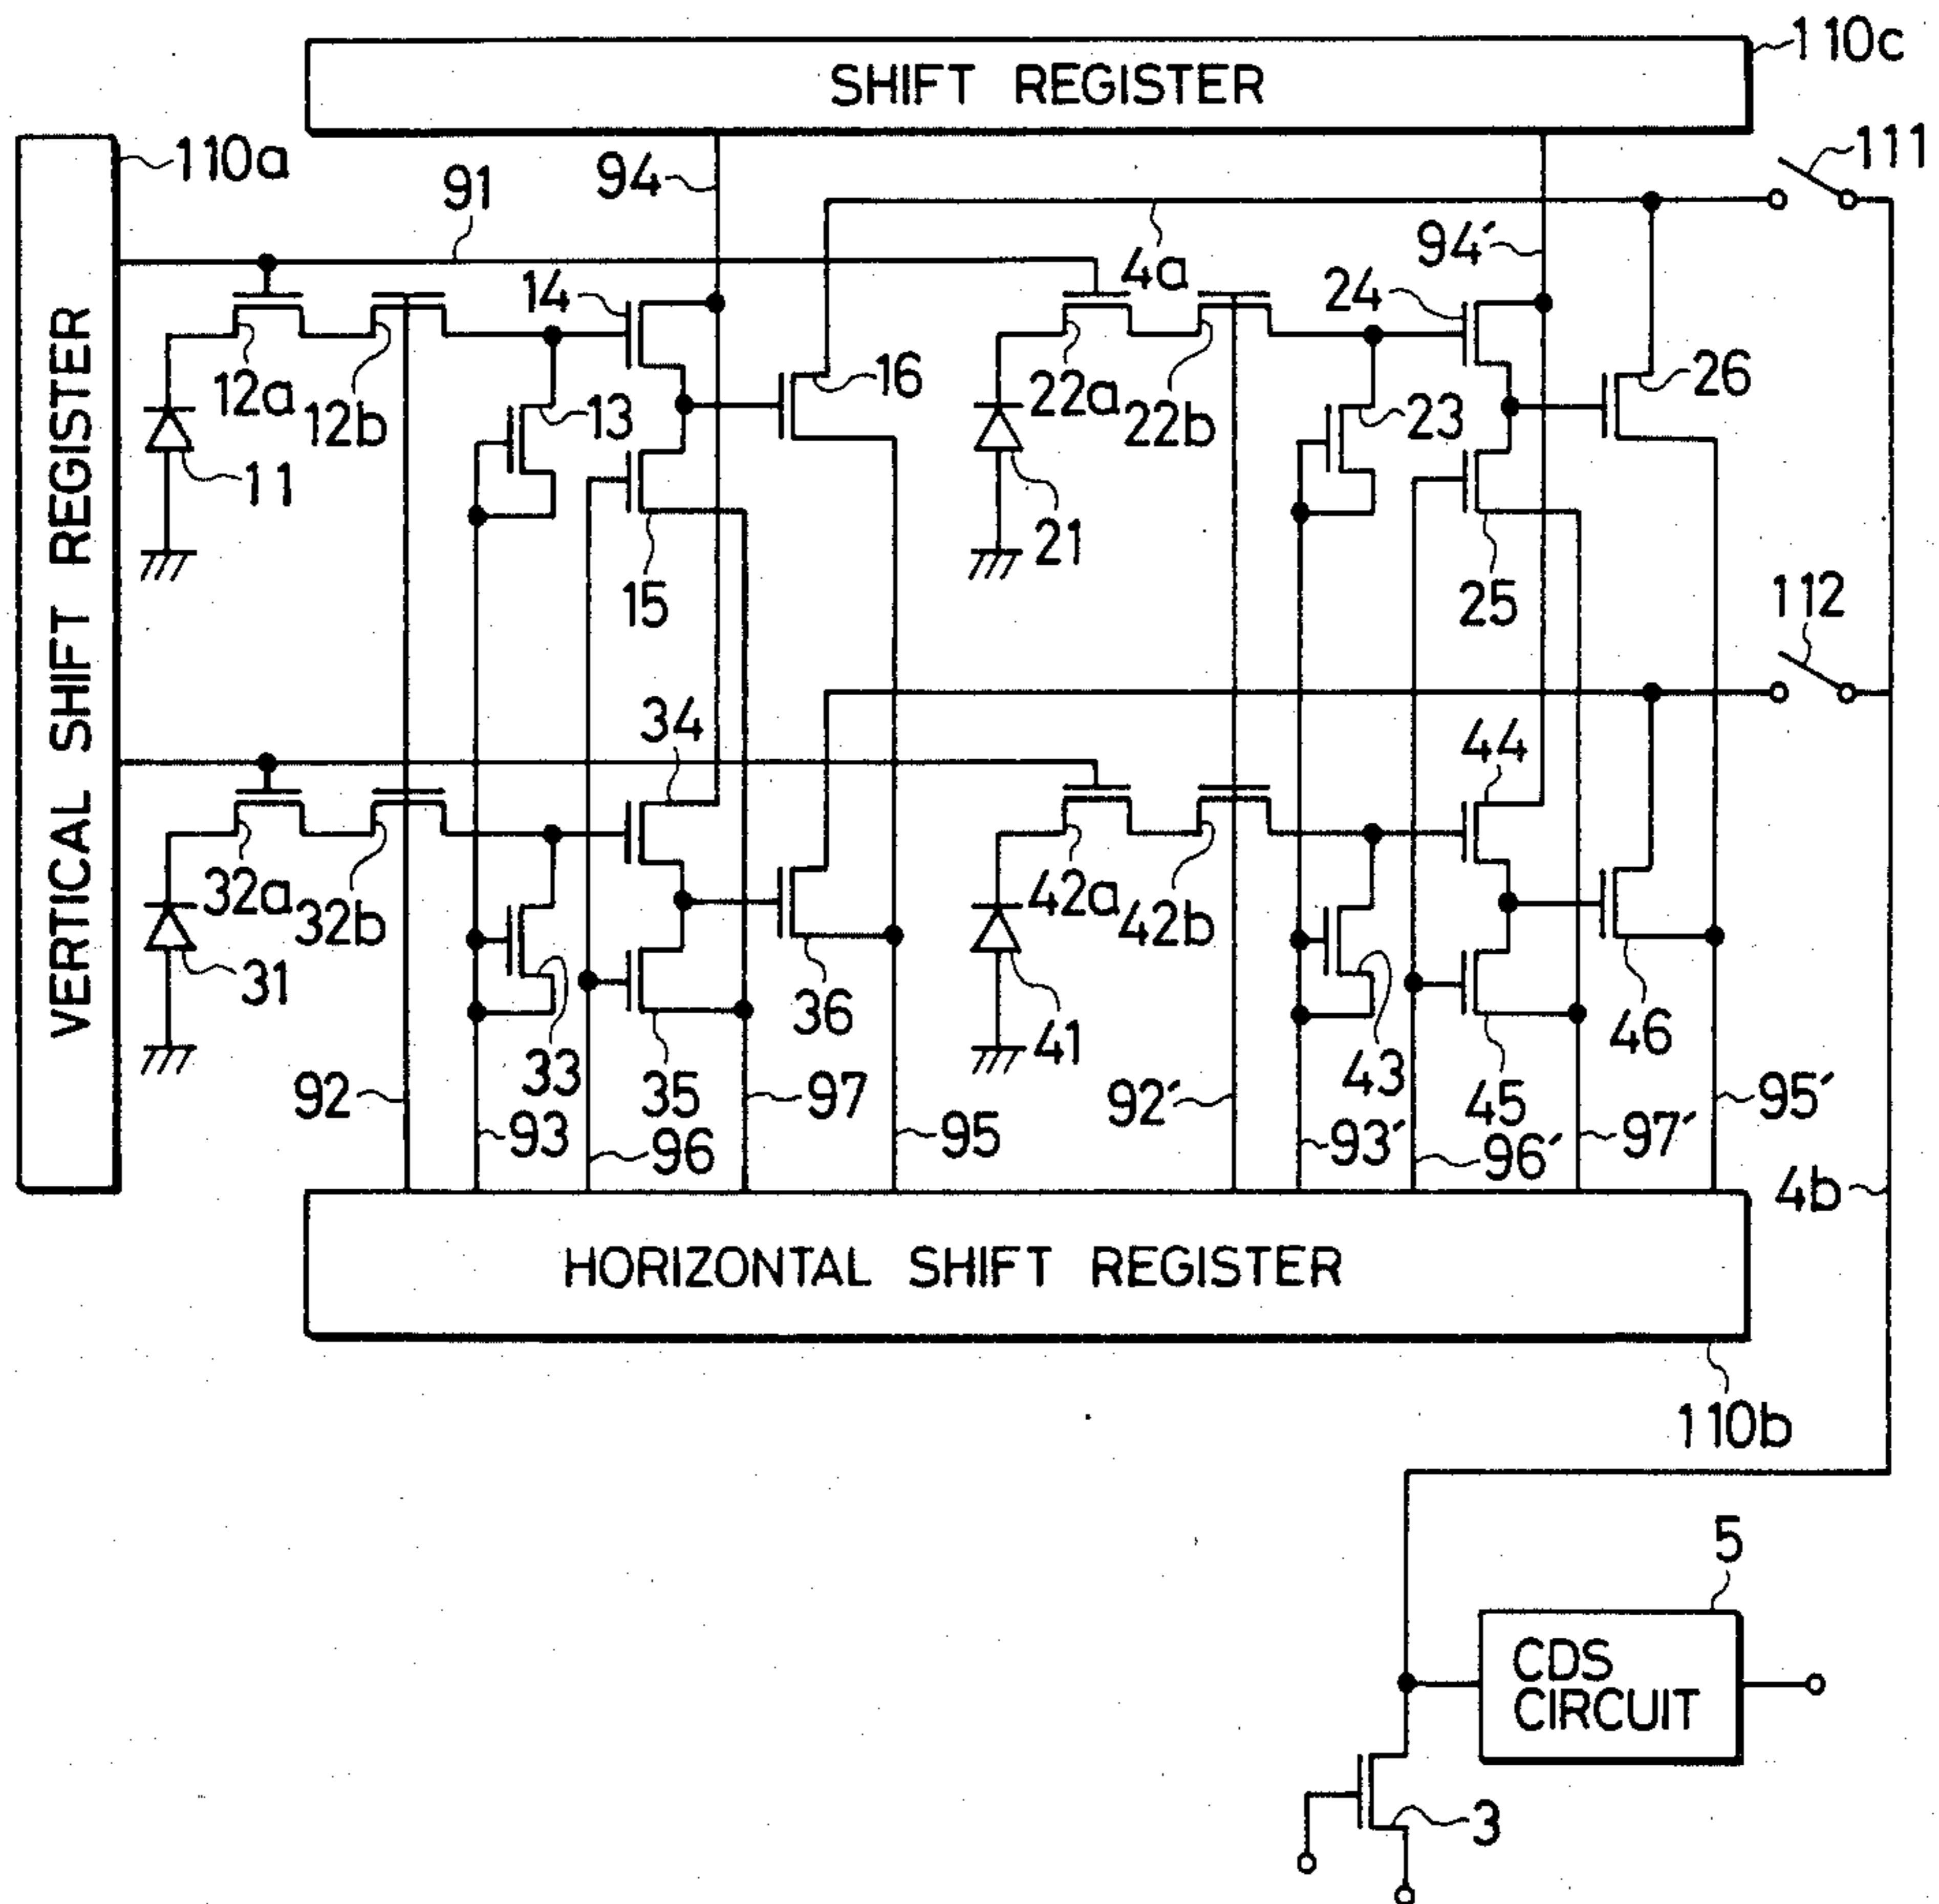 110c
SHIFT REGISTER
110a
94
111
91
94′
14
4a
24
16
26
12a
12b
13
22a
22b
23
11
21
15
25
112
VERTICAL SHIFT REGISTER
34
44
32a
32b
42a
42b
31
36
41
46
33
35
43
45
92
97
92′
95′
93
96
95
93′
96′
97′
4b
HORIZONTAL SHIFT REGISTER
110b
5
CDS
CIRCUIT
3